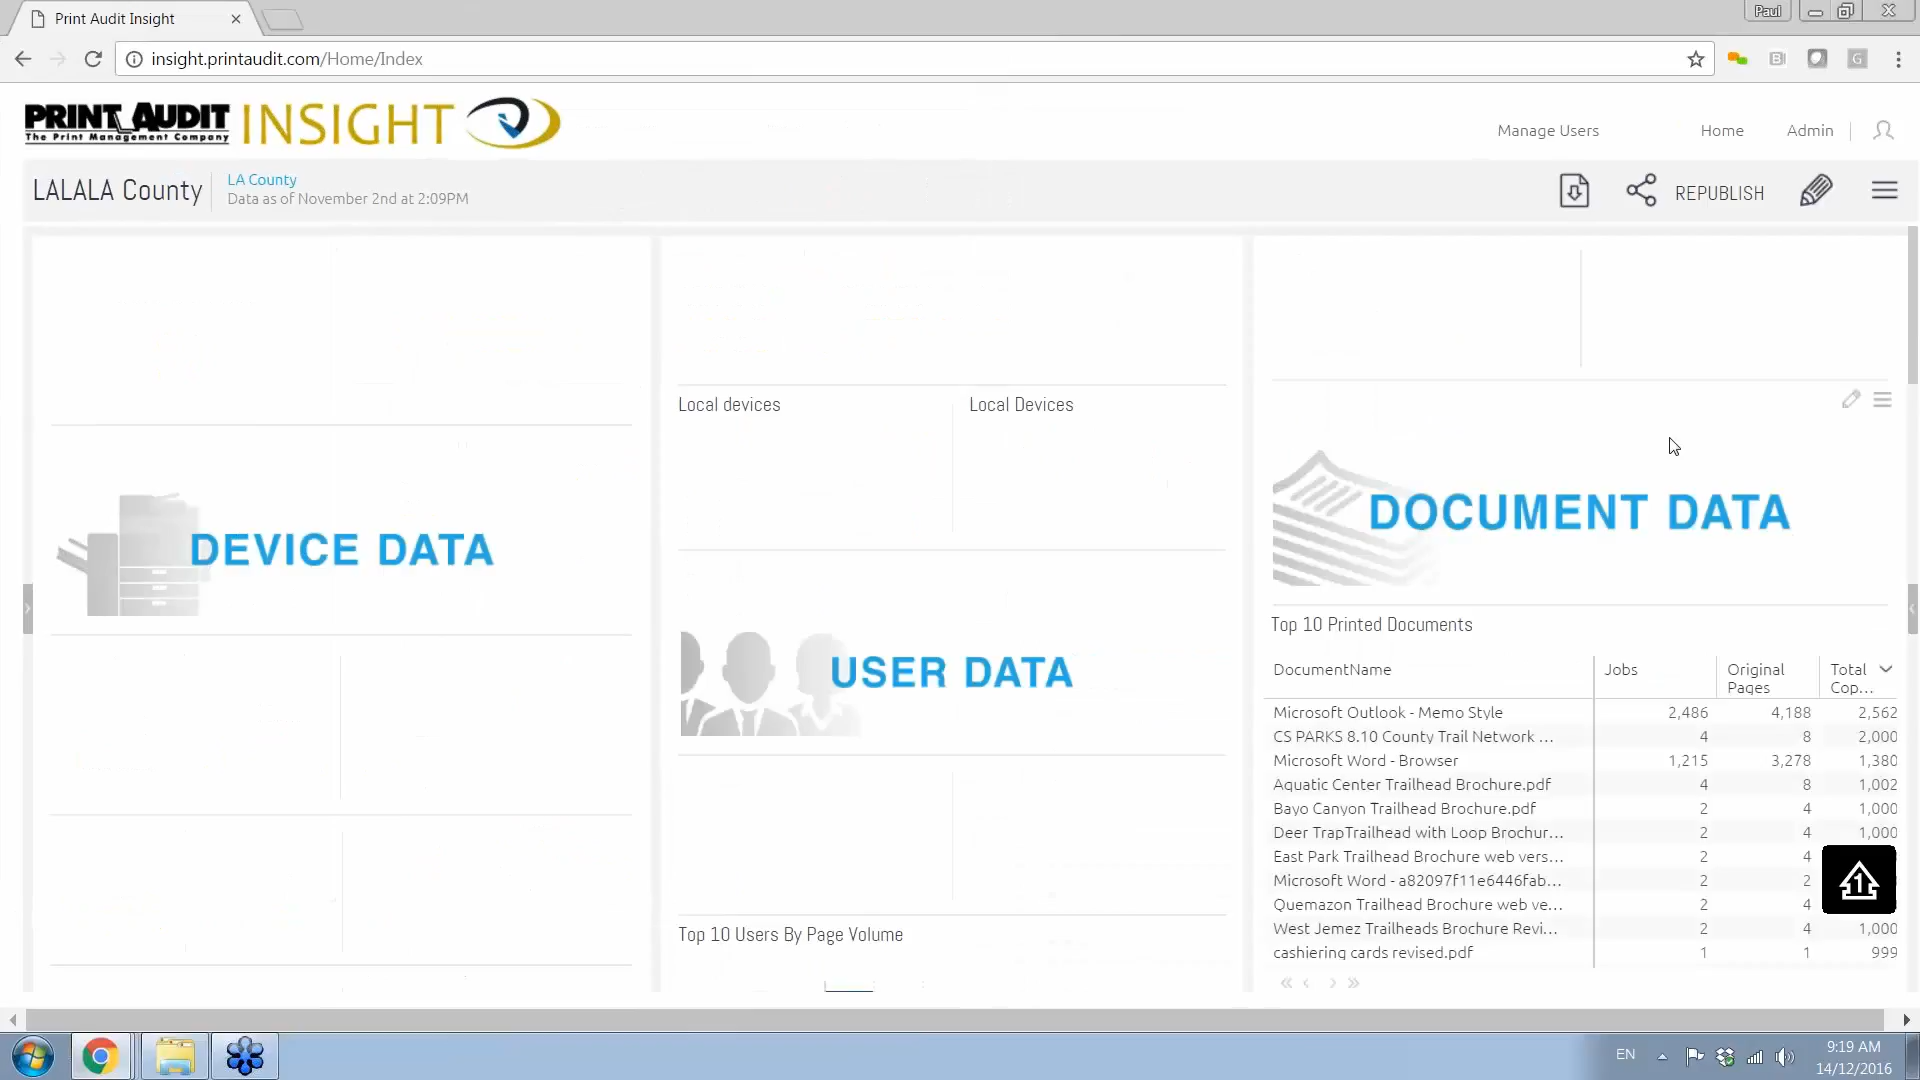 Print Audit Insight
Paul
insight.printaudit.com/Home/Index
PRINT AUDIT
The Print Management Company
INSIGHT
Manage Users
Home
Admin
LALALA County
LA County
Data as of November 2nd at 2:09PM
REPUBLISH
DEVICE DATA
Local devices
Local Devices
USER DATA
Top 10 Users By Page Volume
DOCUMENT DATA
Top 10 Printed Documents
DocumentName Jobs Original Pages Total Cop...
Microsoft Outlook - Memo Style 2,486 4,188 2,562
CS PARKS 8.10 County Trail Network ... 4 8 2,000
Microsoft Word - Browser 1,215 3,278 1,380
Aquatic Center Trailhead Brochure.pdf 4 8 1,002
Bayo Canyon Trailhead Brochure.pdf 2 4 1,000
Deer TrapTrailhead with Loop Brochur... 2 4 1,000
East Park Trailhead Brochure web vers... 2 4
Microsoft Word - a82097f11e6446fab... 2 2
Quemazon Trailhead Brochure web ve... 2 4
West Jemez Trailheads Brochure Revi... 2 4 1,000
cashiering cards revised.pdf 1 1 999
1
EN
9:19 AM
14/12/2016